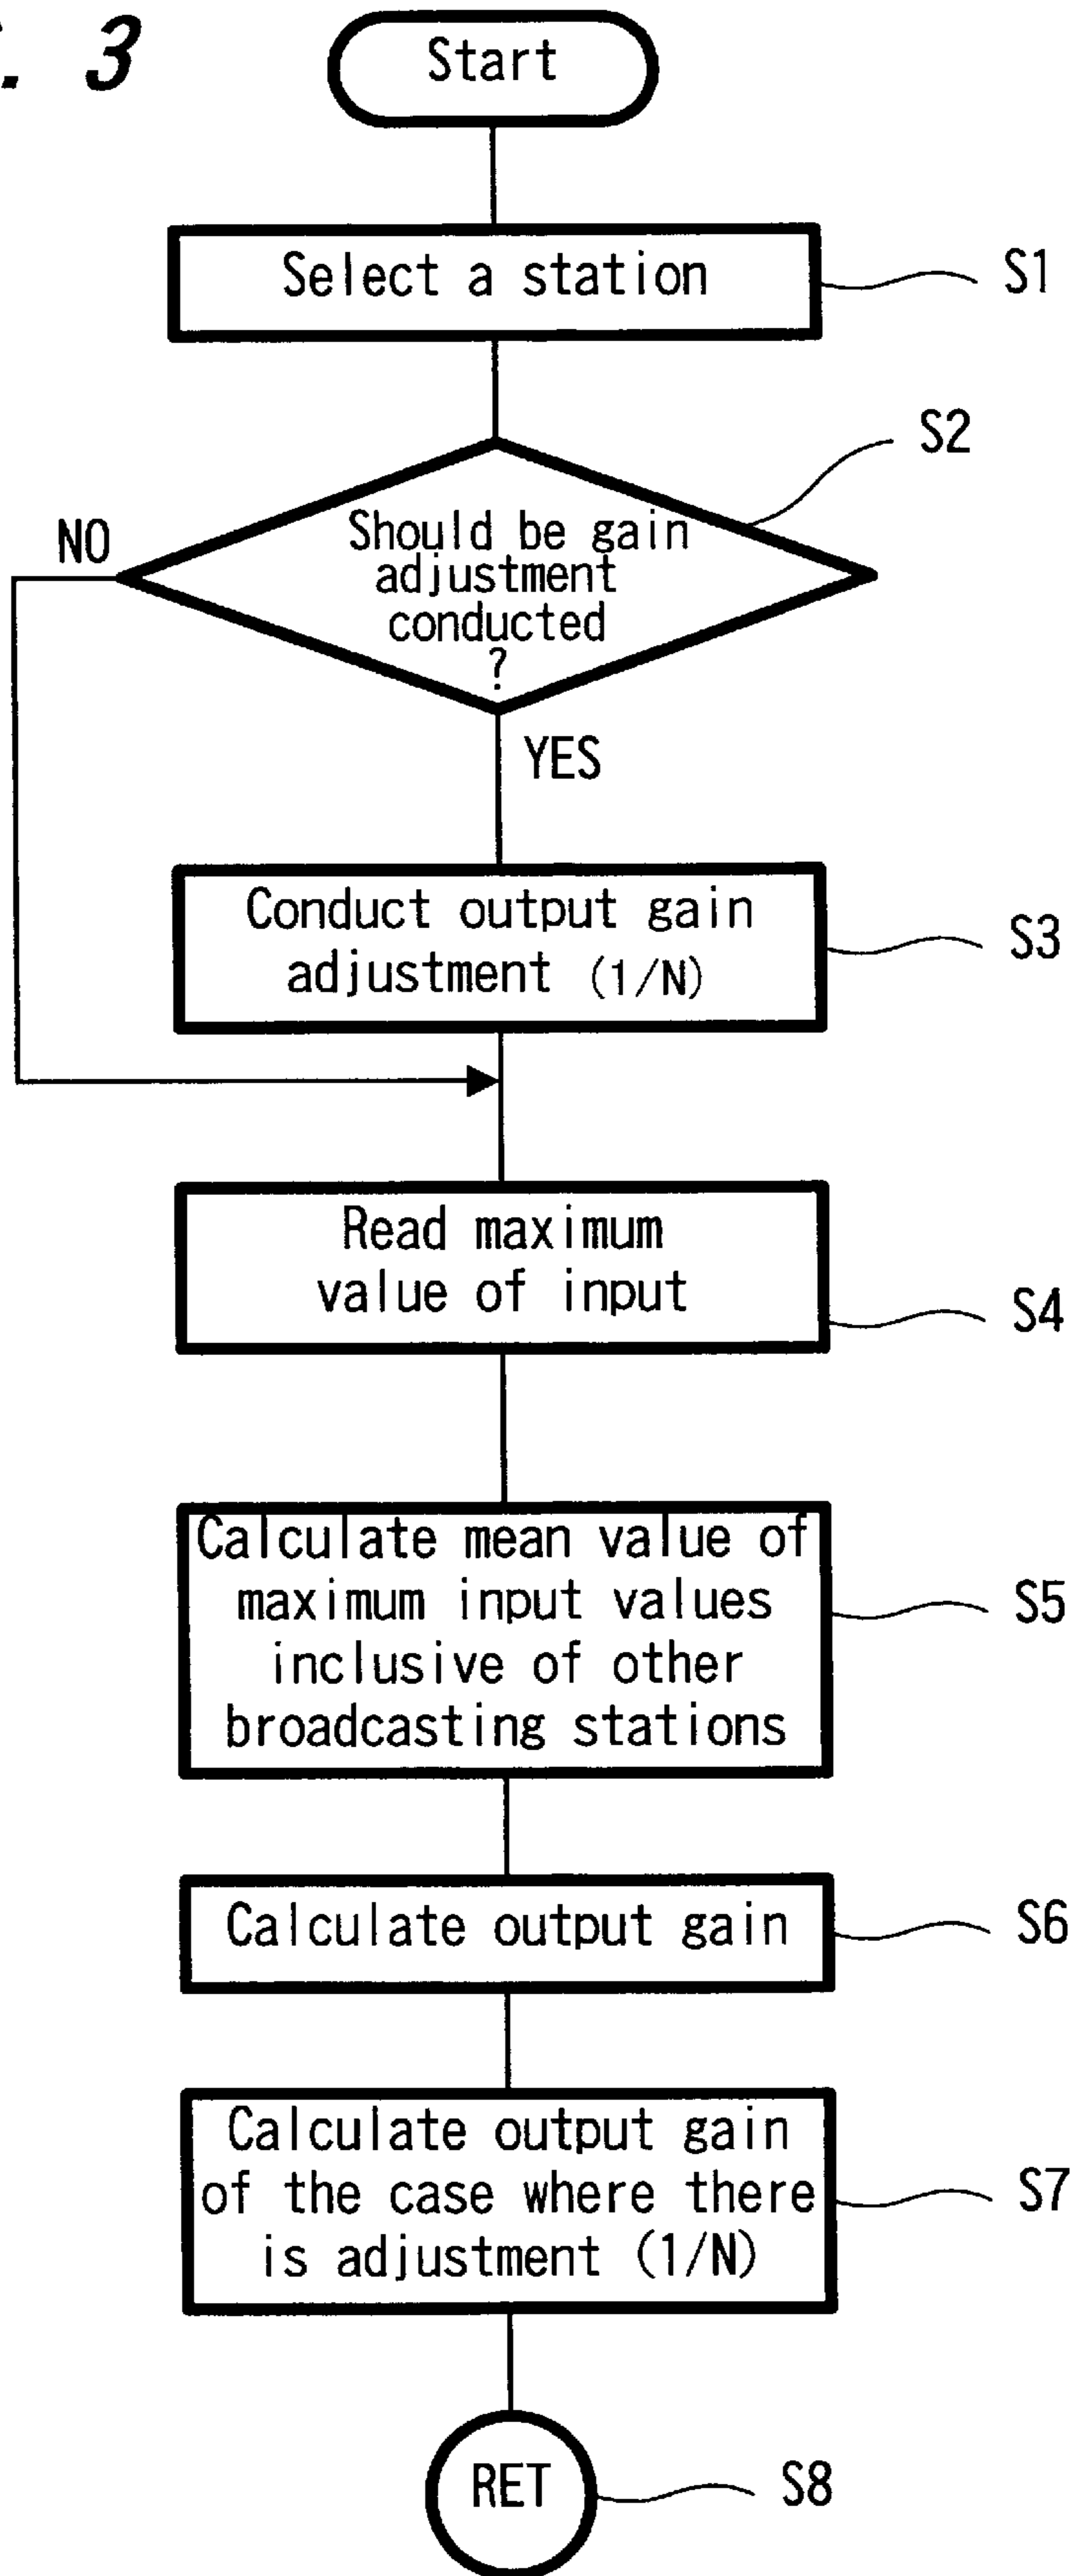 . 3
Start
Select a station
S1
S2
NO
Should be gain
adjustment
conducted
?
YES
Conduct output gain
adjustment (1/N)
S3
Read maximum
value of input
S4
Calculate mean value of
maximum input values
inclusive of other
broadcasting stations
S5
Calculate output gain
S6
Calculate output gain
of the case where there
is adjustment (1/N)
S7
RET
S8